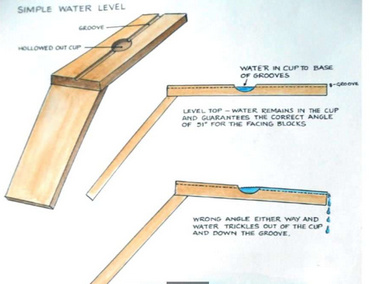 SIMPLE WATER LEVEL
GROOVE
HOLLOWED OUT CUP
WATER IN CUP TO BASE
OF GROOVES
GROOVE
LEVEL TOP – WATER REMAINS IN THE CUP
AND GUARANTEES THE CORRECT ANGLE
OF 51° FOR THE FACING BLOCKS
WRONG ANGLE EITHER WAY AND
WATER TRICKLES OUT OF THE CUP
AND DOWN THE GROOVE.